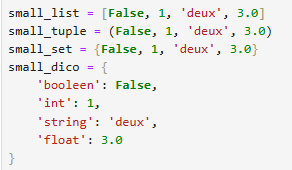 small_list = [False, 1, 'deux', 3.0]
small_tuple = (False, 1, 'deux', 3.0)
small_set = {False, 1, 'deux', 3.0}
small_dico = {
    'booleen': False,
    'int': 1,
    'string': 'deux',
    'float': 3.0
}